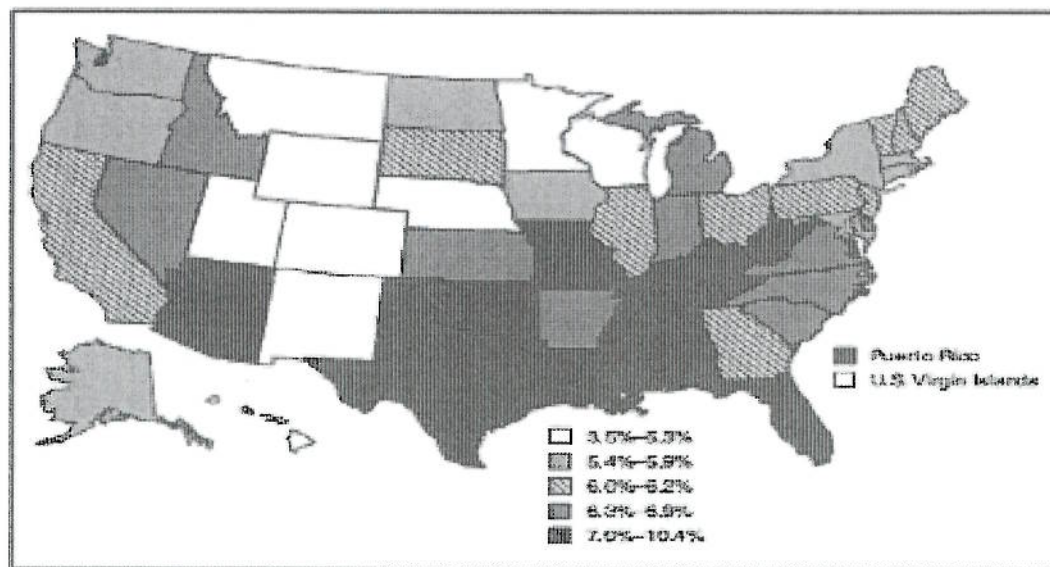 Puerto Rico
U.S Virgin Islands
3.5%–5.3%
5.4%–5.9%
6.0%–6.2%
6.3%–6.9%
7.0%–10.4%